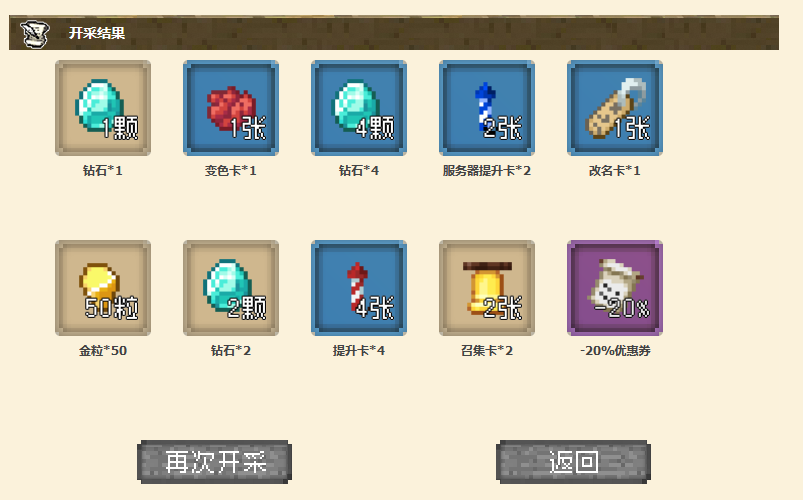 开采结果
1颗 1张 4颗 2张 1张
钻石*1 变色卡*1 钻石*4 服务器提升卡*2 改名卡*1
50粒 2颗 4张 2张 -20%
金粒*50 钻石*2 提升卡*4 召集卡*2 -20%优惠券
再次开采 返回